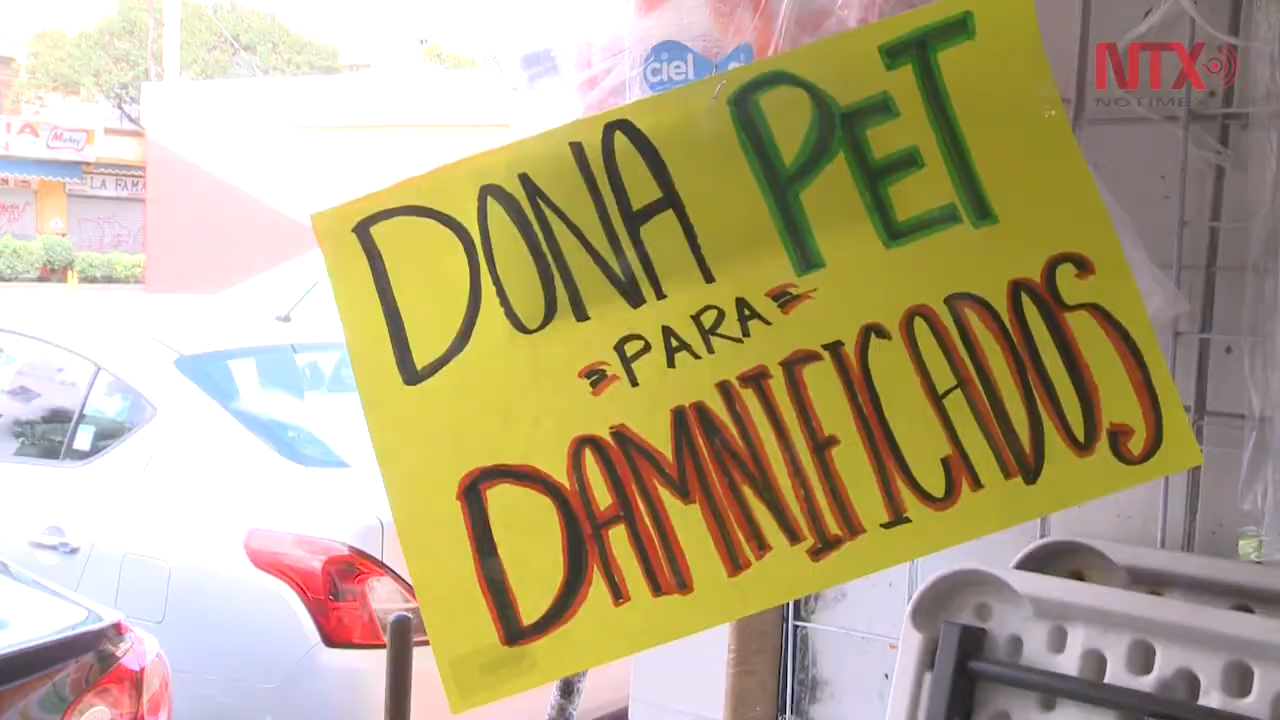 ciel
NTX
NOTIMEX
DONA PET
PARA
DAMNIFICADOS
LA FAMA